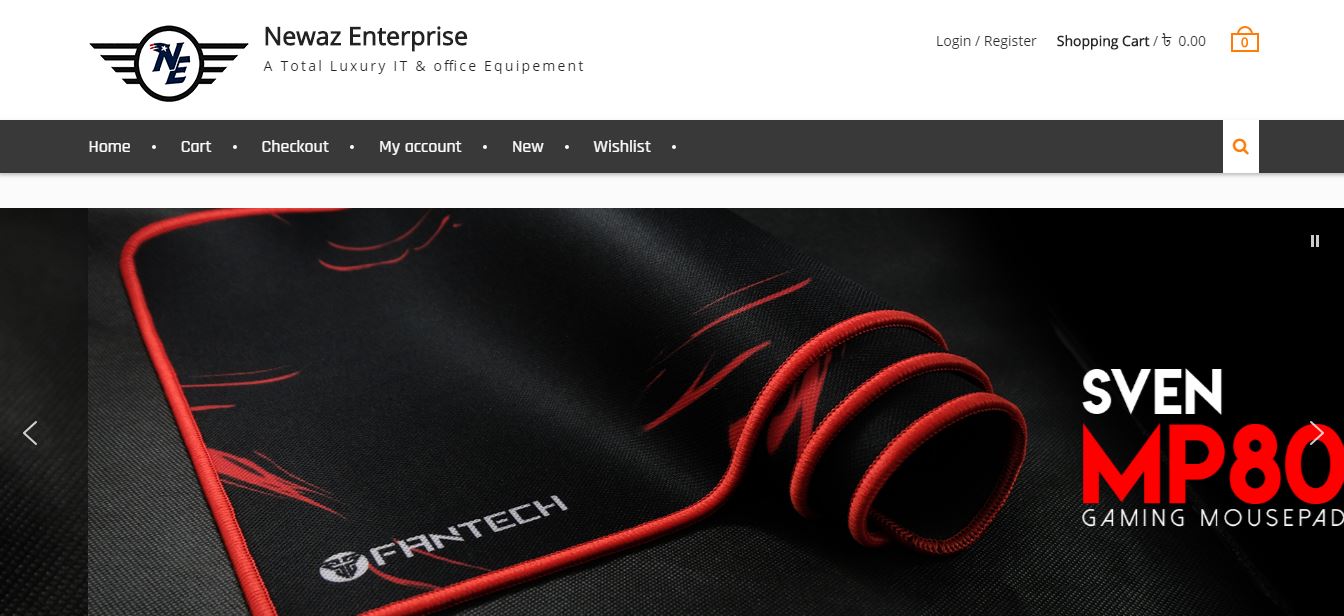 NE
Newaz Enterprise
A Total Luxury IT & office Equipement
Login / Register
Shopping Cart / ৳ 0.00
0
Home • Cart • Checkout • My account • New • Wishlist •
SVEN
MP80
GAMING MOUSEPAD
FANTECH